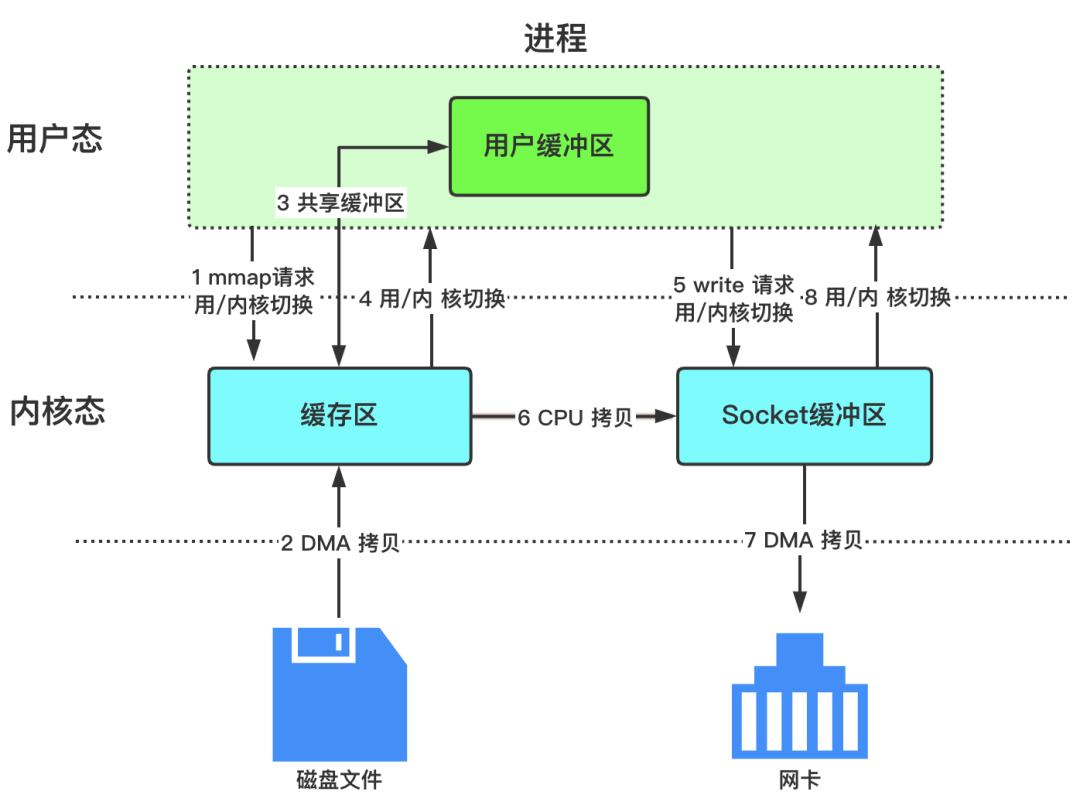 进程
用户态
用户缓冲区
3 共享缓冲区
1 mmap请求
用/内核切换
4 用/内 核切换
5 write 请求
用/内核切换
8 用/内 核切换
内核态
缓存区
6 CPU 拷贝
Socket缓冲区
2 DMA 拷贝
7 DMA 拷贝
磁盘文件
网卡